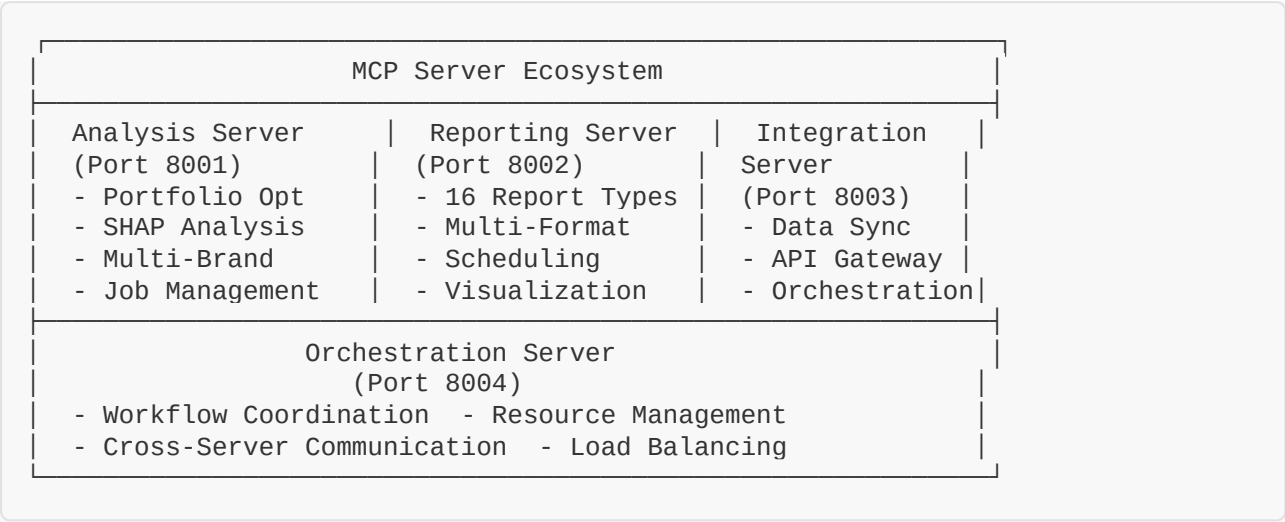 MCP Server Ecosystem
Analysis Server │ Reporting Server │ Integration
(Port 8001) │ (Port 8002) │ Server
- Portfolio Opt │ - 16 Report Types │ (Port 8003)
- SHAP Analysis │ - Multi-Format │ - Data Sync
- Multi-Brand │ - Scheduling │ - API Gateway
- Job Management │ - Visualization │ - Orchestration
Orchestration Server
(Port 8004)
- Workflow Coordination - Resource Management
- Cross-Server Communication - Load Balancing